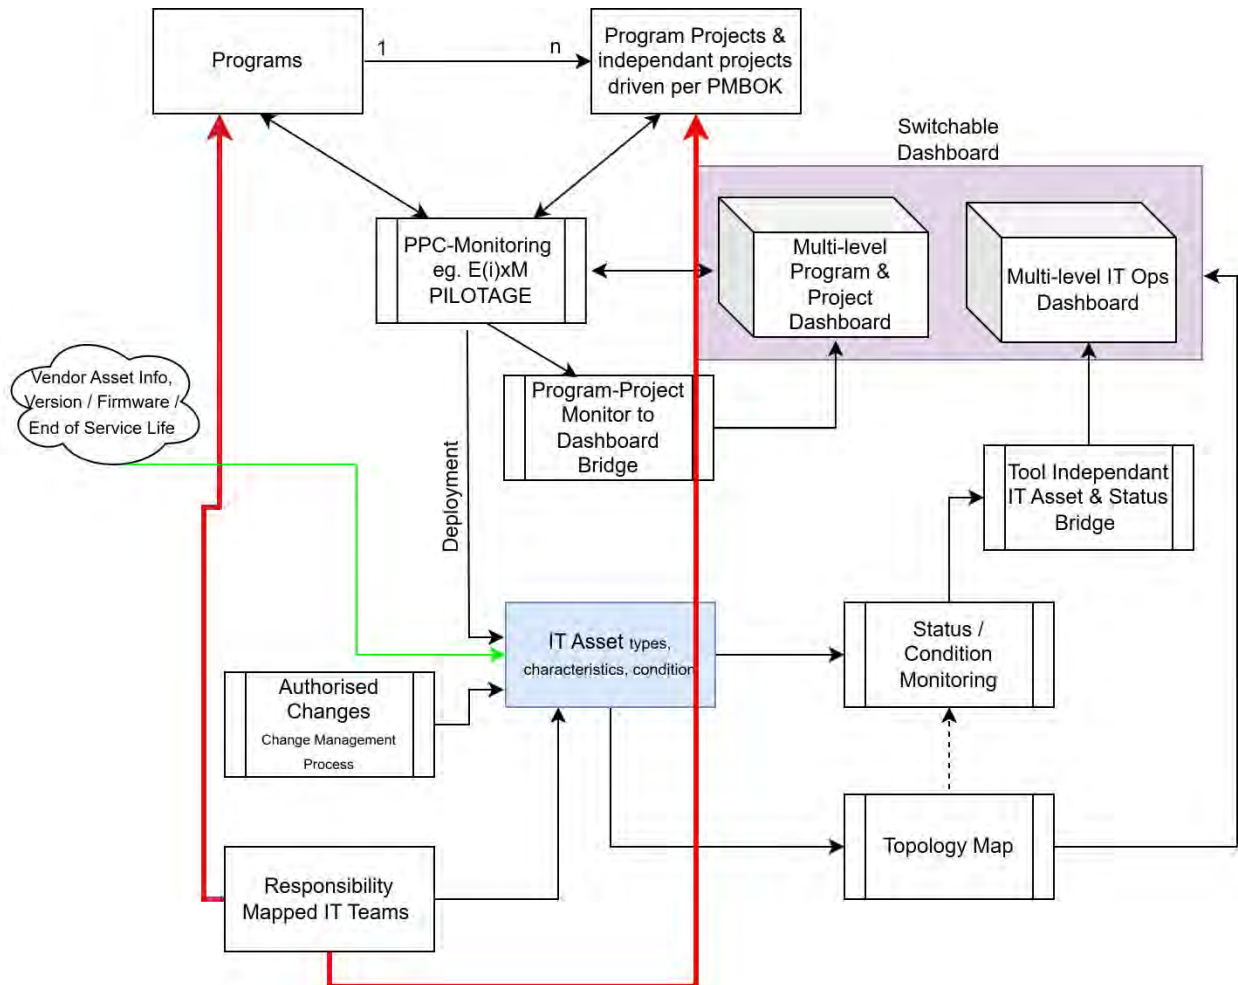 Programs
1
n
Program Projects &
independant projects
driven per PMBOK
Switchable
Dashboard
PPC-Monitoring
eg. E(i)xM
PILOTAGE
Multi-level
Program &
Project
Dashboard
Multi-level IT Ops
Dashboard
Vendor Asset Info,
Version / Firmware /
End of Service Life
Program-Project
Monitor to
Dashboard
Bridge
Deployment
Tool Independant
IT Asset & Status
Bridge
IT Asset types,
characteristics, condition
Status /
Condition
Monitoring
Authorised
Changes
Change Management
Process
Topology Map
Responsibility
Mapped IT Teams